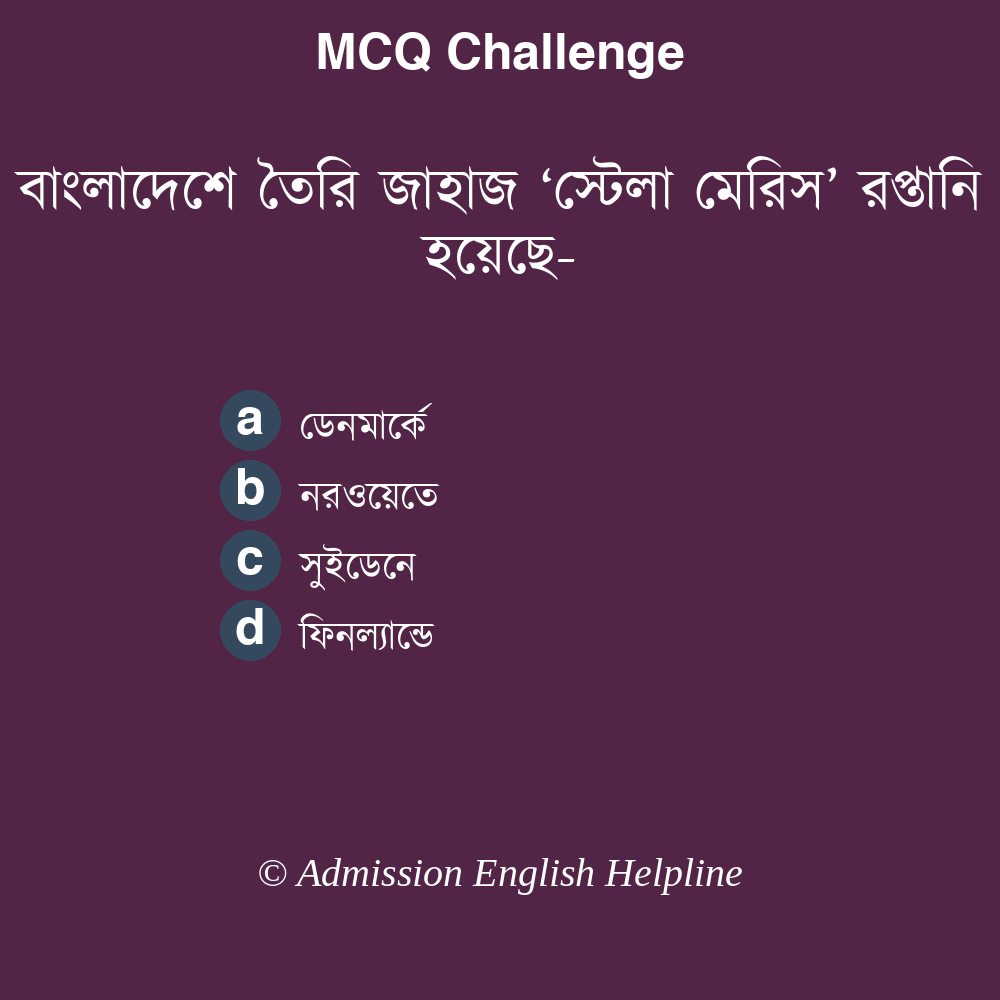 MCQ Challenge
বাংলাদেশে তৈরি জাহাজ ‘স্টেলা মেরিস’ রপ্তানি
হয়েছে-
a ডেনমার্কে
b নরওয়েতে
c সুইডেনে
d ফিনল্যান্ডে
© Admission English Helpline